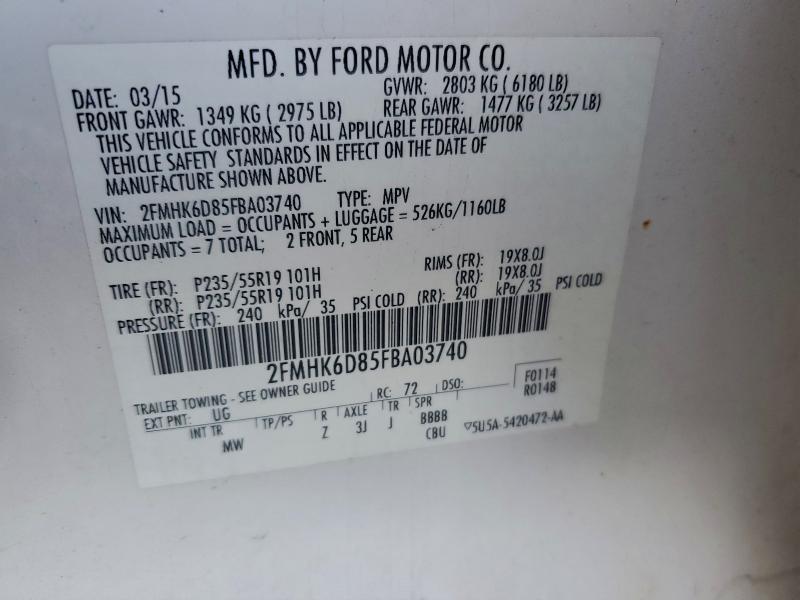 MFD. BY FORD MOTOR CO.
DATE: 03/15 GVWR: 2803 KG ( 6180 LB)
FRONT GAWR: 1349 KG ( 2975 LB) REAR GAWR: 1477 KG ( 3257 LB)
THIS VEHICLE CONFORMS TO ALL APPLICABLE FEDERAL MOTOR
VEHICLE SAFETY STANDARDS IN EFFECT ON THE DATE OF
MANUFACTURE SHOWN ABOVE.
VIN: 2FMHK6D85FBA03740 TYPE: MPV
MAXIMUM LOAD = OCCUPANTS + LUGGAGE = 526KG/1160LB
OCCUPANTS = 7 TOTAL; 2 FRONT, 5 REAR
TIRE (FR): P235/55R19 101H RIMS (FR): 19X8.0J
(RR): P235/55R19 101H (RR): 19X8.0J
PRESSURE (FR): 240 kPa/ 35 PSI COLD (RR): 240 kPa/ 35 PSI COLD
2FMHK6D85FBA03740
TRAILER TOWING - SEE OWNER GUIDE RC: 72 DSO: F0114
EXT PNT: UG R0148
INT TR TP/PS R AXLE TR SPR
MW Z 3J J BBBB
CBU 5U5A-5420472-AA